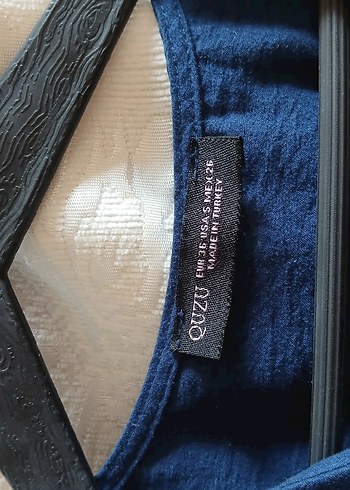 QUZU
EUR 36 USA S MEX 26
MADE IN TURKEY